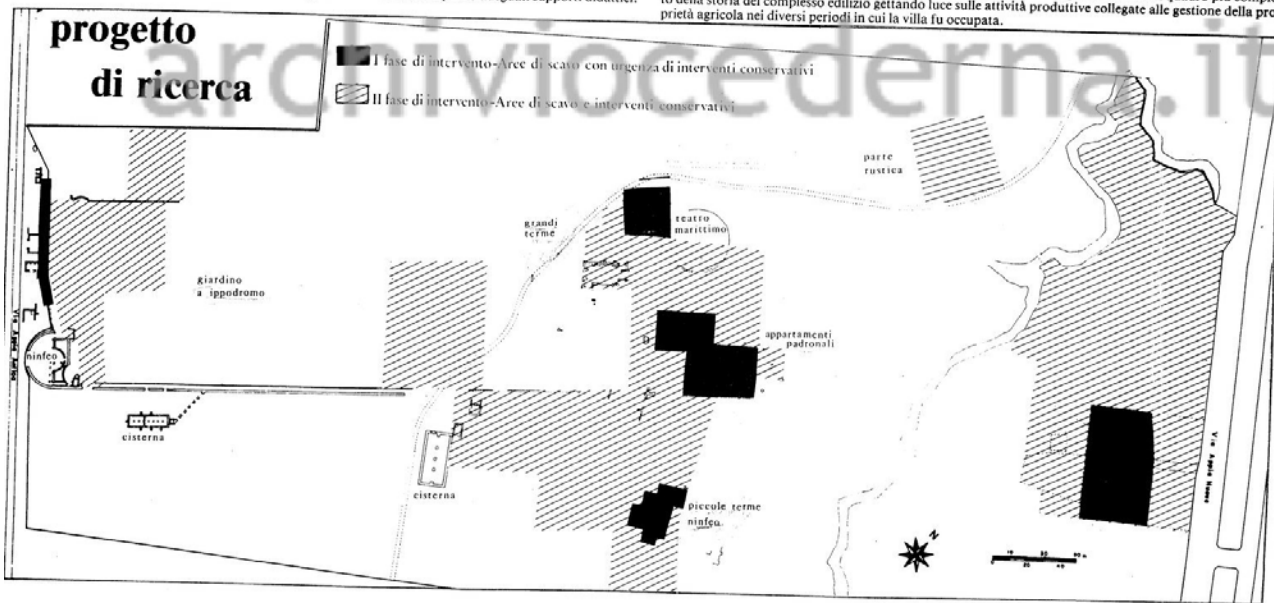 to della storia del complesso edilizio gettando luce sulle attività produttive collegate alle gestione della pro
prietà agricola nei diversi periodi in cui la villa fu occupata.
progetto
di ricerca
archiviocederna.it
I fase di intervento-Aree di scavo con urgenza di interventi conservativi
II fase di intervento-Aree di scavo e interventi conservativi
parte
rustica
grandi
terme
teatro
marittimo
giardino
a ippodromo
appartamenti
padronali
ninfeo
Via Appia
cisterna
cisterna
piccole terme
ninfeo
Via Appia Nuova
N